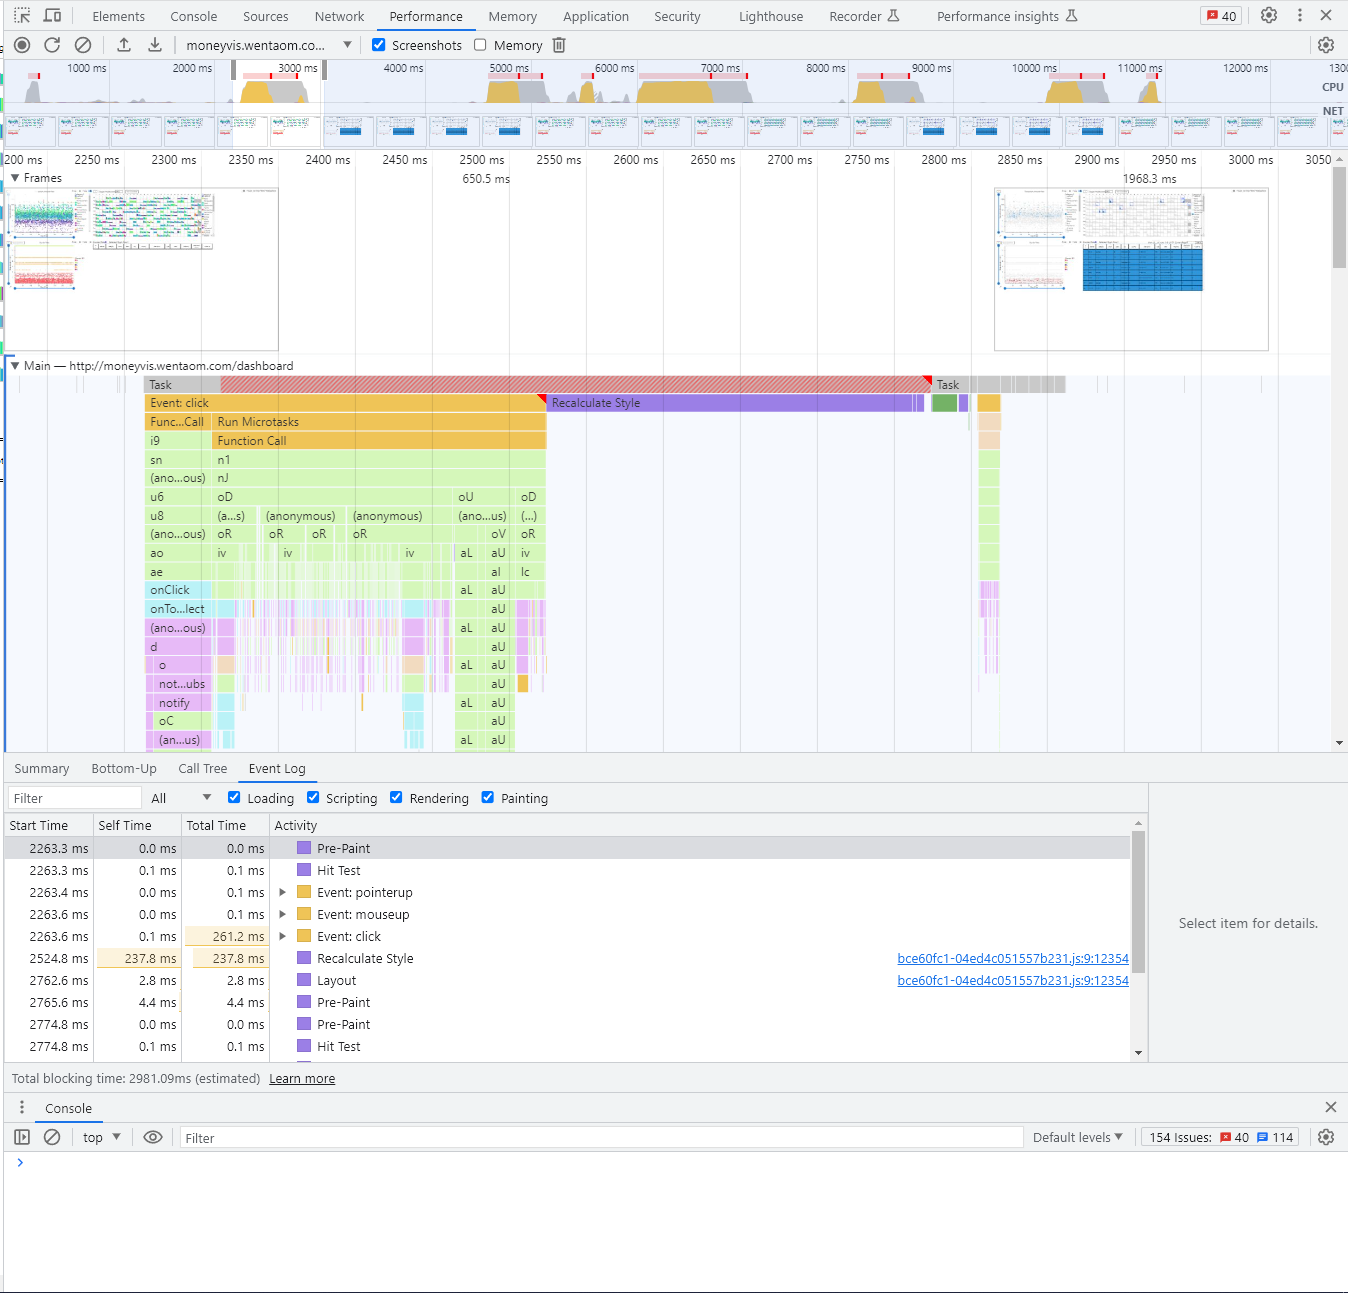 Elements Console Sources Network Performance Memory Application Security Lighthouse Recorder Performance insights 40
moneyvis.wentaom.co... Screenshots Memory
1000 ms 2000 ms 3000 ms 4000 ms 5000 ms 6000 ms 7000 ms 8000 ms 9000 ms 10000 ms 11000 ms 12000 ms 1300
CPU
NET
200 ms 2250 ms 2300 ms 2350 ms 2400 ms 2450 ms 2500 ms 2550 ms 2600 ms 2650 ms 2700 ms 2750 ms 2800 ms 2850 ms 2900 ms 2950 ms 3000 ms 3050
Frames 650.5 ms 1968.3 ms
Main — http://moneyvis.wentaom.com/dashboard
Task Task
Event: click Recalculate Style
Func...Call Run Microtasks
i9 Function Call
sn n1
(ano...ous) nJ
u6 oD oU oD
u8 (a...s) (anonymous) (anonymous) (ano...us) (...)
(ano...ous) oR oR oR oR oV oR
ao iv iv iv aL aU iv
ae al lc
onClick aL aU
onTo...lect aU
(ano...ous) aL aU
d aU
o aL aU
not...ubs aU
notify aL aU
oC aU
(an...us) aL aU
Summary Bottom-Up Call Tree Event Log
Filter All Loading Scripting Rendering Painting
Start Time Self Time Total Time Activity
2263.3 ms 0.0 ms 0.0 ms Pre-Paint
2263.3 ms 0.1 ms 0.1 ms Hit Test
2263.4 ms 0.0 ms 0.1 ms Event: pointerup
2263.6 ms 0.0 ms 0.1 ms Event: mouseup
2263.6 ms 0.1 ms 261.2 ms Event: click
2524.8 ms 237.8 ms 237.8 ms Recalculate Style bce60fc1-04ed4c051557b231.js:9:12354
2762.6 ms 2.8 ms 2.8 ms Layout bce60fc1-04ed4c051557b231.js:9:12354
2765.6 ms 4.4 ms 4.4 ms Pre-Paint
2774.8 ms 0.0 ms 0.0 ms Pre-Paint
2774.8 ms 0.1 ms 0.1 ms Hit Test
Select item for details.
Total blocking time: 2981.09ms (estimated) Learn more
Console
top Filter Default levels 154 Issues: 40 114